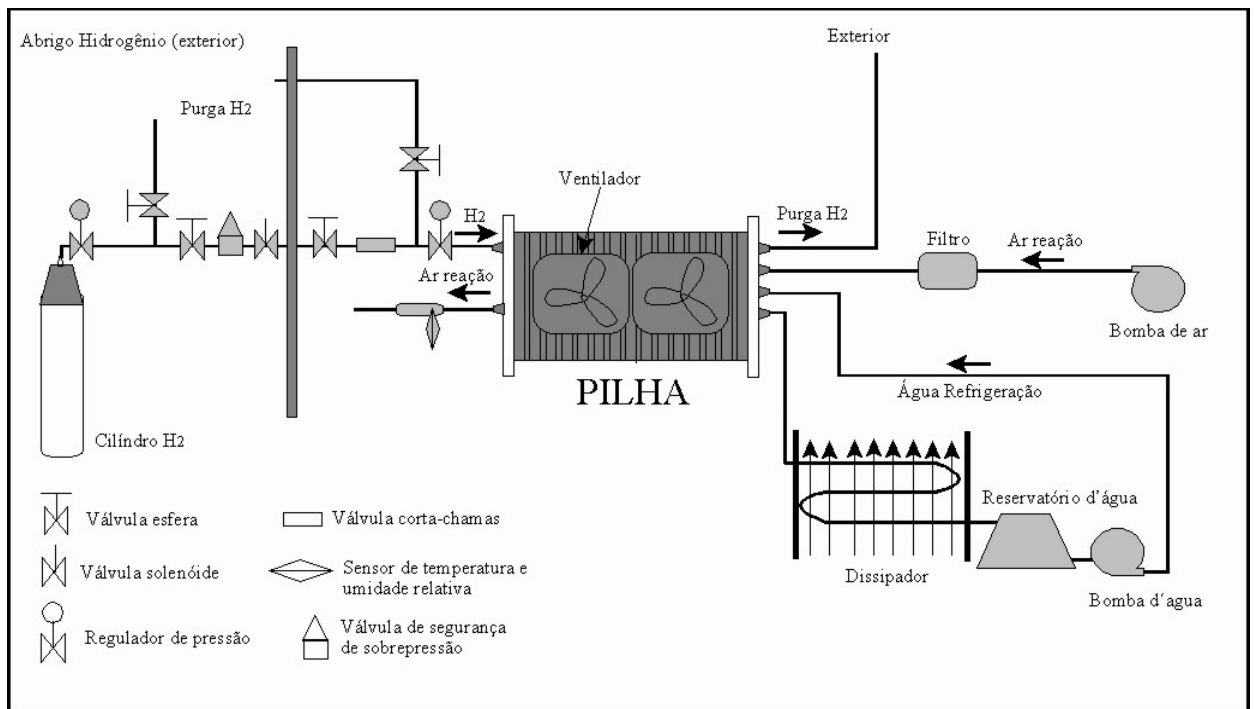 Abrigo Hidrogênio (exterior)
Exterior
Purga H2
Ventilador
H2
Purga H2
Filtro
Ar reação
Ar reação
Bomba de ar
PILHA
Água Refrigeração
Cilíndro H2
Reservatório d'água
Válvula esfera
Válvula corta-chamas
Válvula solenóide
Sensor de temperatura e
umidade relativa
Dissipador
Bomba d´agua
Regulador de pressão
Válvula de segurança
de sobrepressão